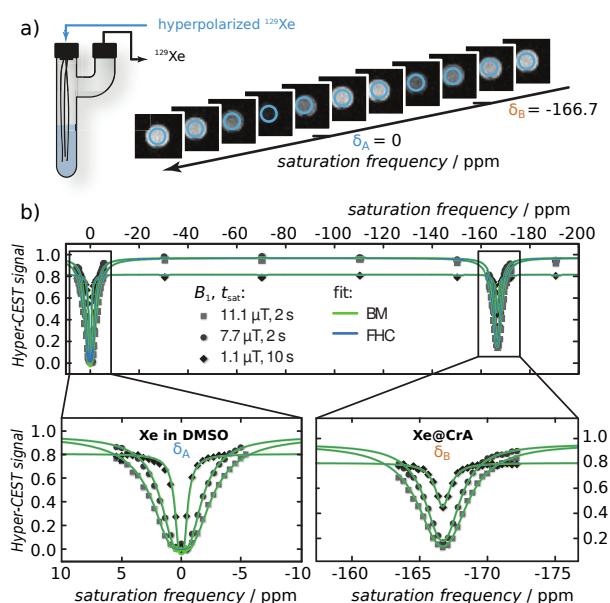 a)
hyperpolarized ¹²⁹Xe
¹²⁹Xe
δB = -166.7
δA = 0
saturation frequency / ppm
b)
saturation frequency / ppm
0 -20 -40 -60 -80 -100 -120 -140 -160 -180 -200
Hyper-CEST signal
1.0
0.8
0.6
0.4
0.2
0.0
B₁, tsat:
11.1 µT, 2 s
7.7 µT, 2 s
1.1 µT, 10 s
fit:
BM
FHC
Hyper-CEST signal
1.0
0.8
0.6
0.4
0.2
0.0
Xe in DMSO
δA
10 5 0 -5 -10
saturation frequency / ppm
Xe@CrA
δB
1.0
0.8
0.6
0.4
0.2
-160 -165 -170 -175
saturation frequency / ppm